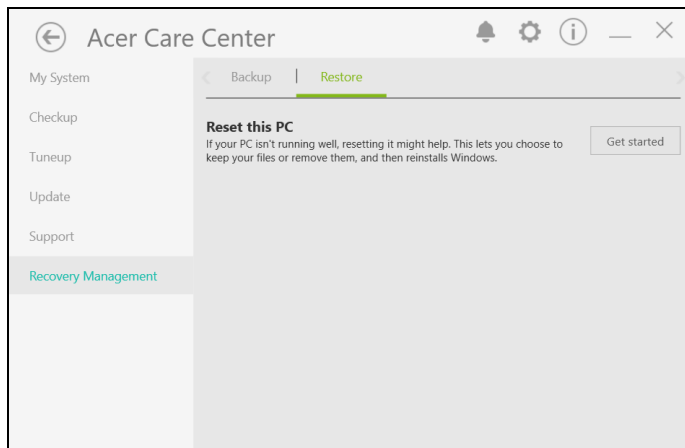 Acer Care Center
My System
Backup
Restore
Checkup
Reset this PC
If your PC isn't running well, resetting it might help. This lets you choose to
keep your files or remove them, and then reinstalls Windows.
Get started
Tuneup
Update
Support
Recovery Management